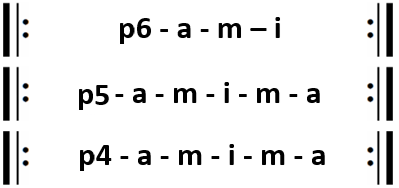 p6 - a - m – i
p5 - a - m - i - m - a
p4 - a - m - i - m - a